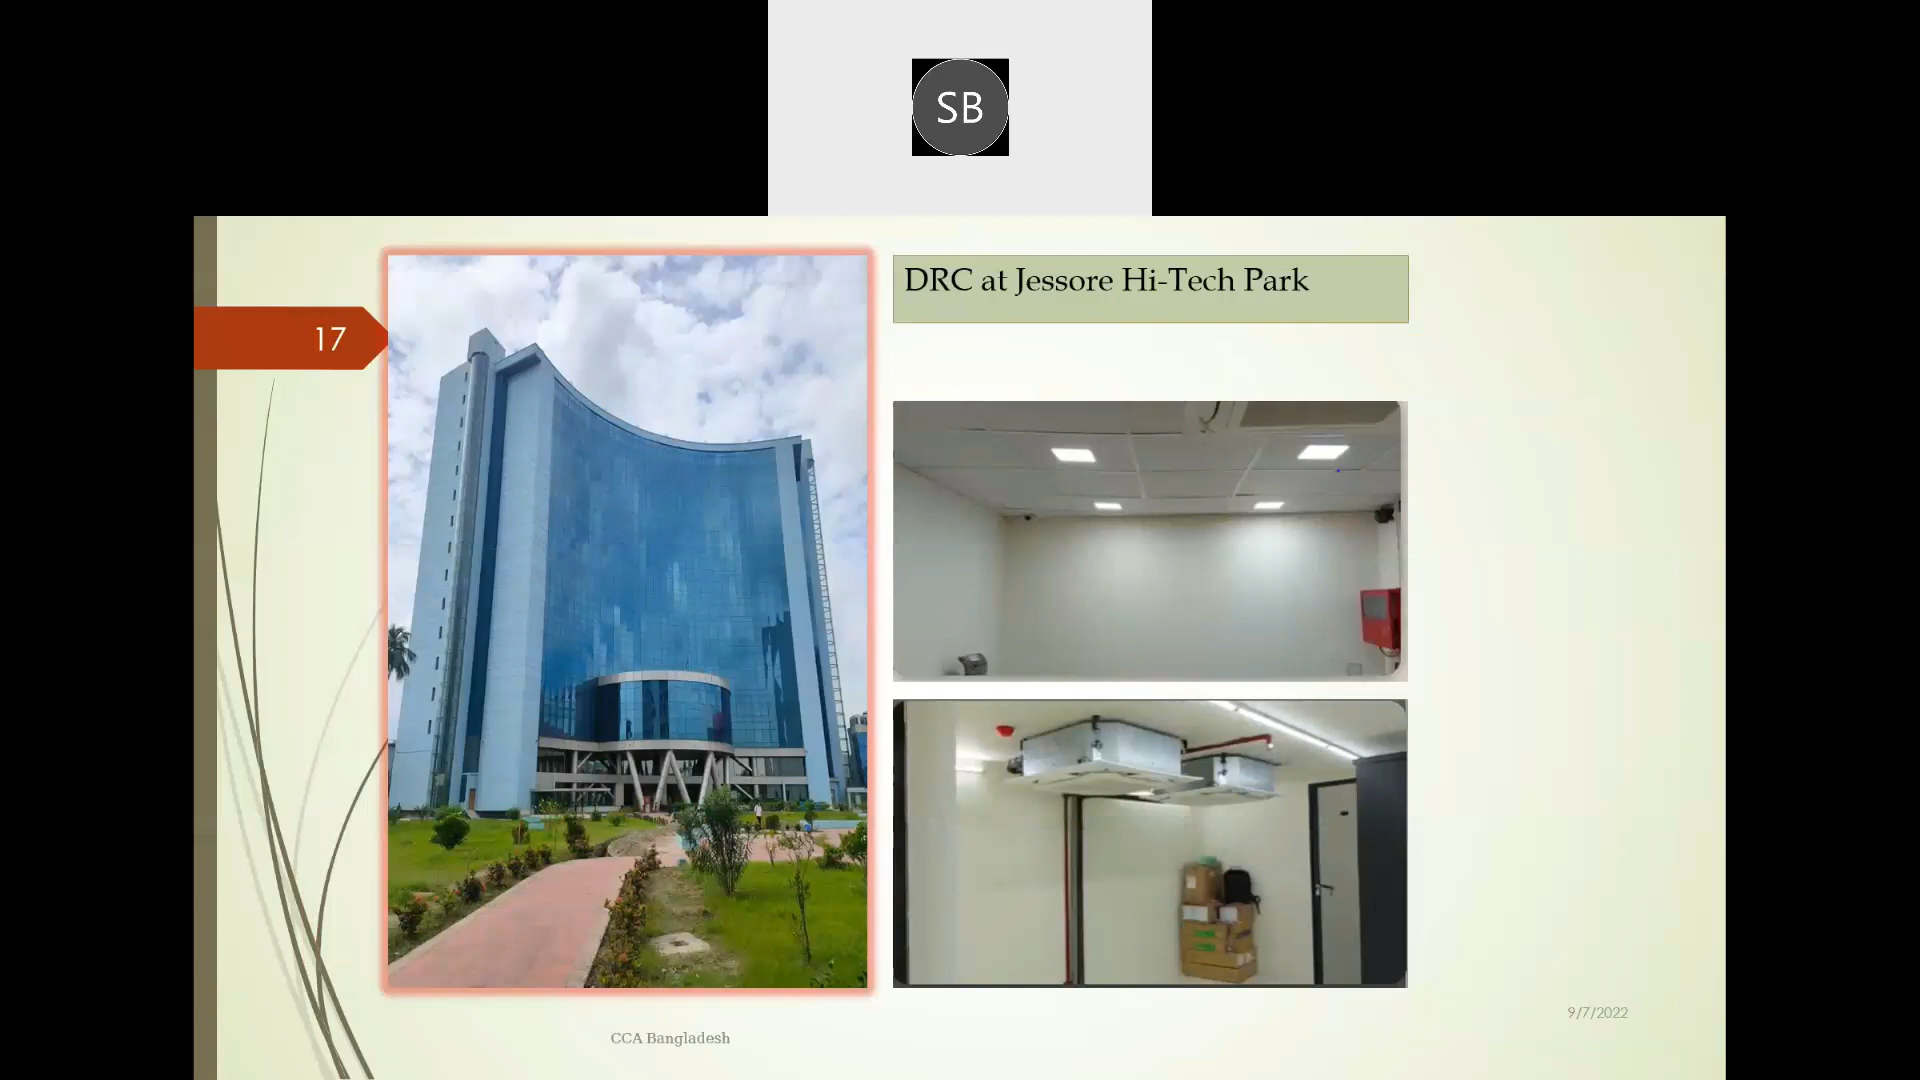 SB
17
DRC at Jessore Hi-Tech Park
9/7/2022
CCA Bangladesh